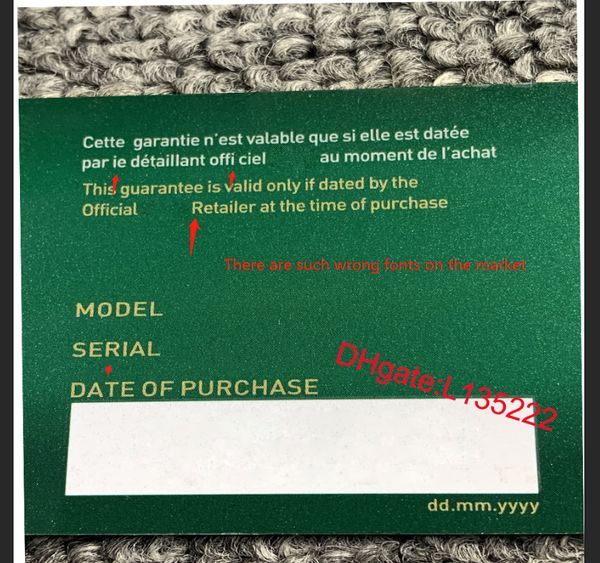 Cette garantie n'est valable que si elle est datée
par ie détaillant offi ciel au moment de l'achat
This guarantee is valid only if dated by the
Official Retailer at the time of purchase
There are such wrong fonts on the market
MODEL
SERIAL
DHgate:L135222
DATE OF PURCHASE
dd.mm.yyyy